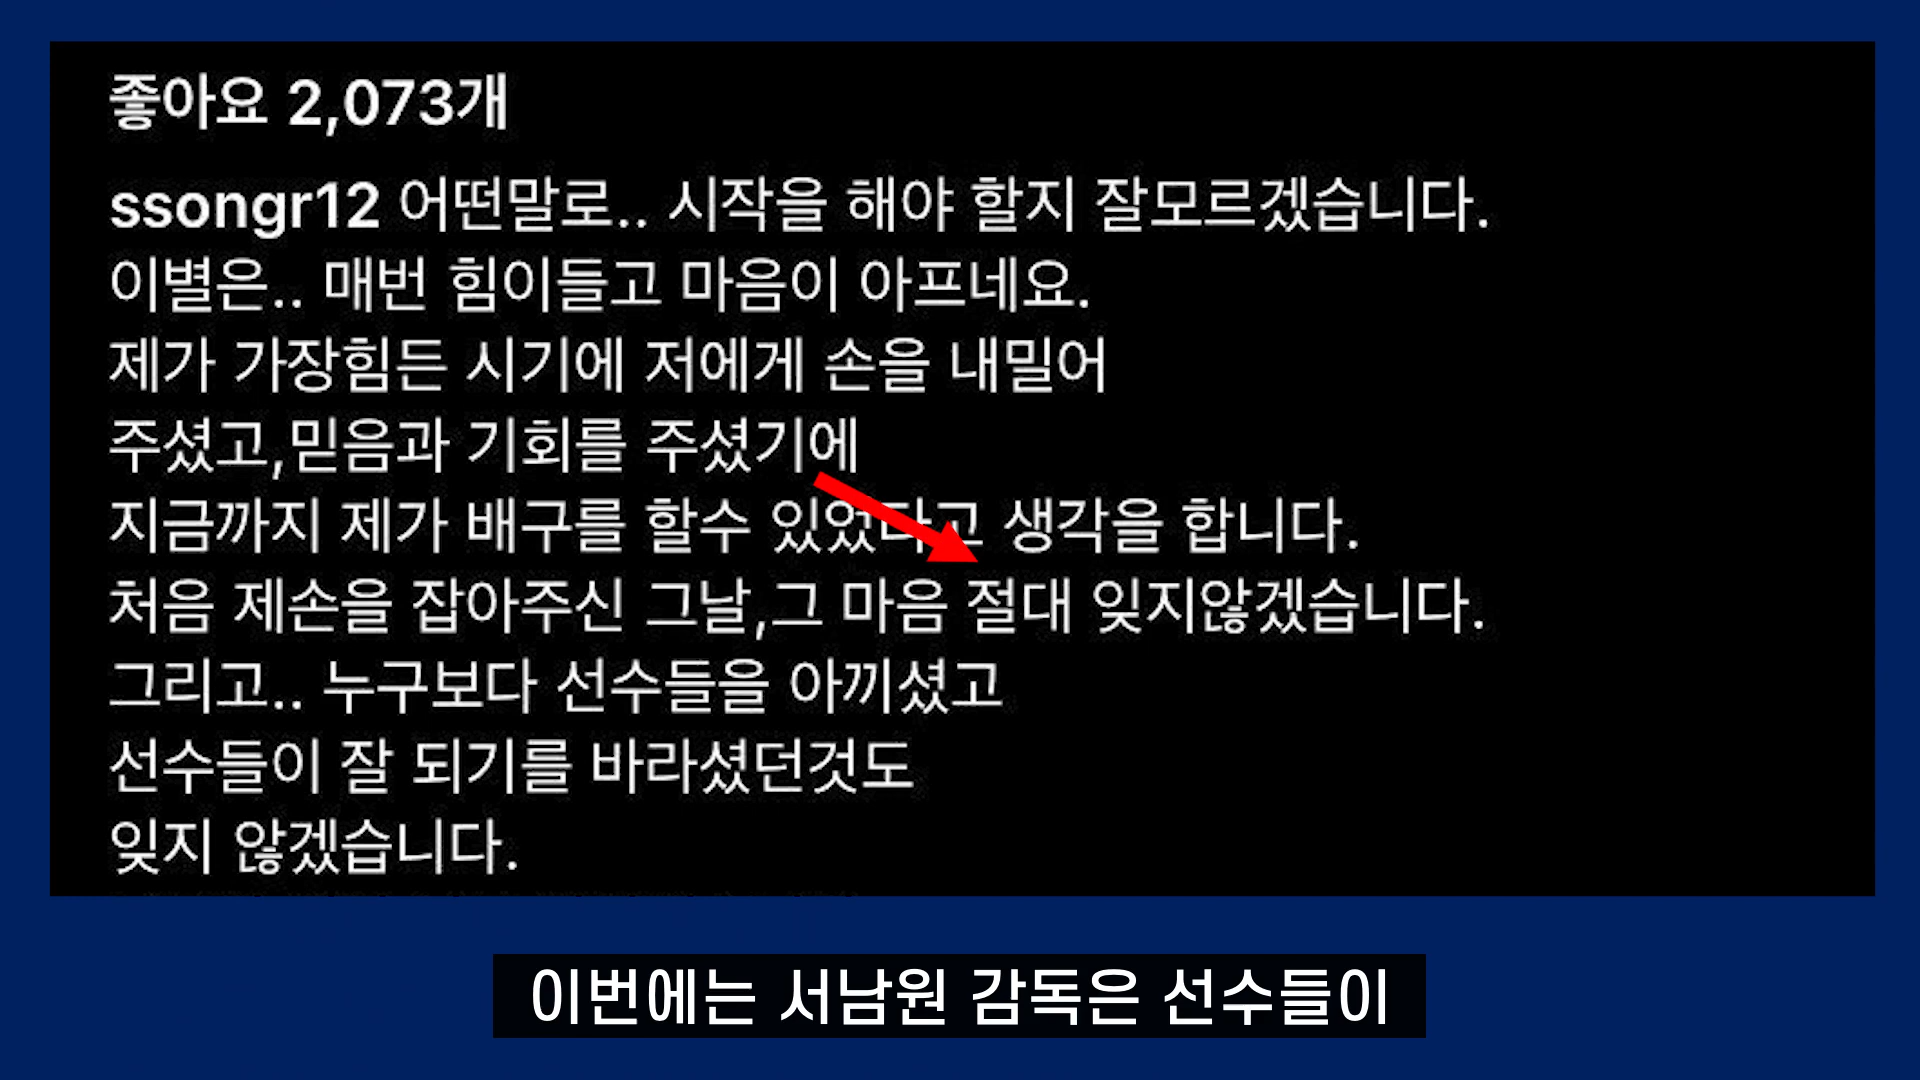 좋아요 2,073개
ssongr12 어떤말로.. 시작을 해야 할지 잘모르겠습니다.
이별은.. 매번 힘이들고 마음이 아프네요.
제가 가장힘든 시기에 저에게 손을 내밀어
주셨고,믿음과 기회를 주셨기에
지금까지 제가 배구를 할수 있었다고 생각을 합니다.
처음 제손을 잡아주신 그날,그 마음 절대 잊지않겠습니다.
그리고.. 누구보다 선수들을 아끼셨고
선수들이 잘 되기를 바라셨던것도
잊지 않겠습니다.
이번에는 서남원 감독은 선수들이